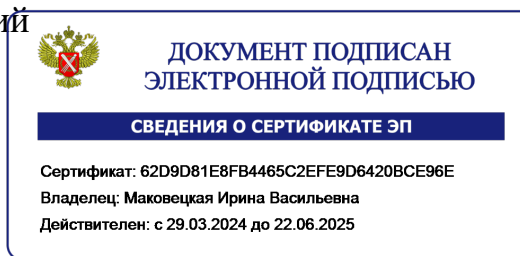 ий
ДОКУМЕНТ ПОДПИСАН
ЭЛЕКТРОННОЙ ПОДПИСЬЮ
СВЕДЕНИЯ О СЕРТИФИКАТЕ ЭП
Сертификат: 62D9D81E8FB4465C2EFE9D6420BCE96E
Владелец: Маковецкая Ирина Васильевна
Действителен: с 29.03.2024 до 22.06.2025